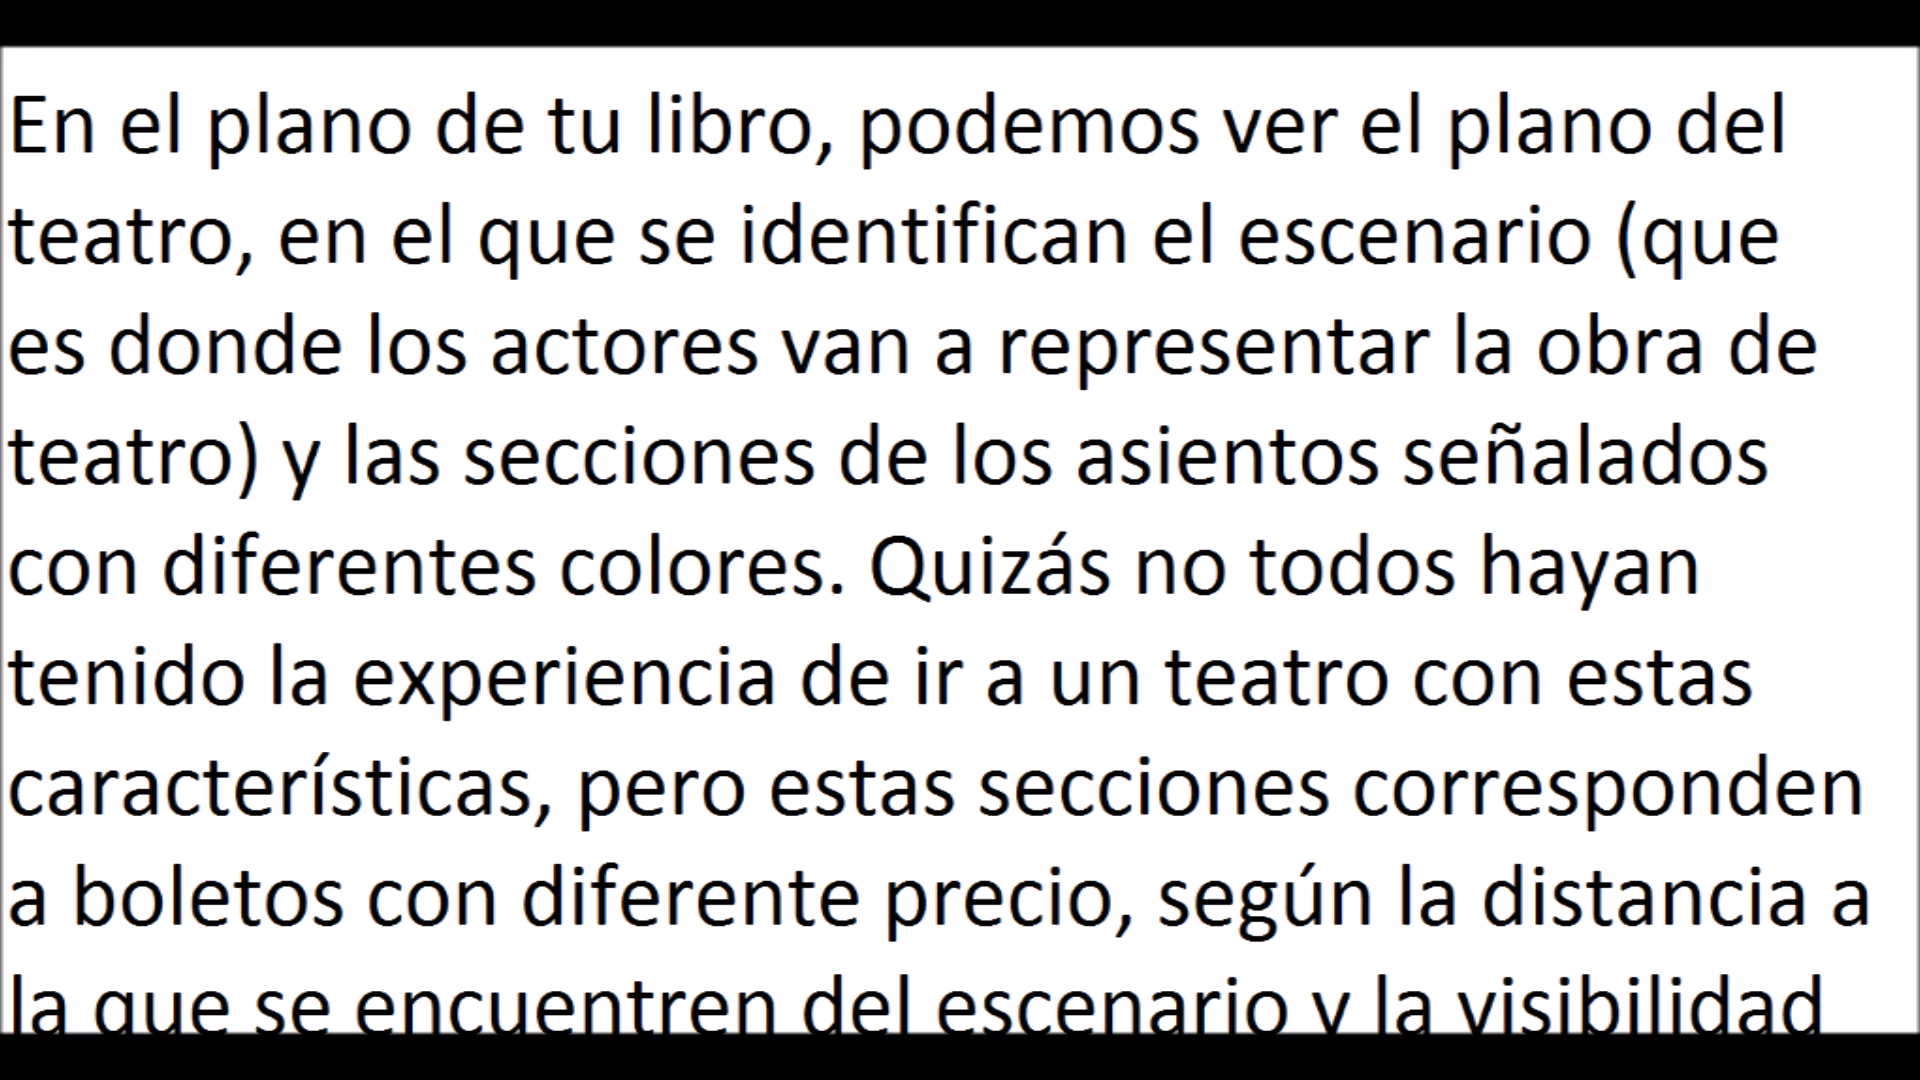 En el plano de tu libro, podemos ver el plano del
teatro, en el que se identifican el escenario (que
es donde los actores van a representar la obra de
teatro) y las secciones de los asientos señalados
con diferentes colores. Quizás no todos hayan
tenido la experiencia de ir a un teatro con estas
características, pero estas secciones corresponden
a boletos con diferente precio, según la distancia a
la que se encuentren del escenario y la visibilidad